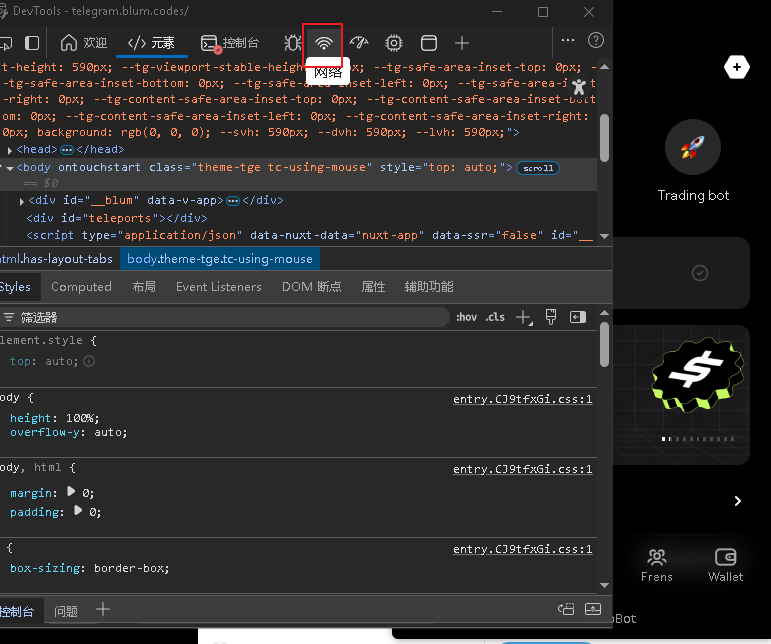 DevTools - telegram.blum.codes/
欢迎
</> 元素
控制台
网络
t-height: 590px; --tg-viewport-stable-heigh px; --tg-safe-area-inset-top: 0px; -
-tg-safe-area-inset-bottom: 0px; --tg-safe-area-inset-left: 0px; --tg-safe-area-i t
-right: 0px; --tg-content-safe-area-inset-top: 0px; --tg-content-safe-area-inset-bott
om: 0px; --tg-content-safe-area-inset-left: 0px; --tg-content-safe-area-inset-right:
0px; background: rgb(0, 0, 0); --svh: 590px; --dvh: 590px; --lvh: 590px;">
<head>⋯</head>
<body ontouchstart class="theme-tge tc-using-mouse" style="top: auto;"> scroll
== $0
<div id="__blum" data-v-app>⋯</div>
<div id="teleports"></div>
<script type="application/json" data-nuxt-data="nuxt-app" data-ssr="false" id="__
html.has-layout-tabs body.theme-tge.tc-using-mouse
Styles Computed 布局 Event Listeners DOM 断点 属性 辅助功能
筛选器 :hov .cls
element.style {
top: auto;
body { entry.CJ9tfxGi.css:1
height: 100%;
overflow-y: auto;
body, html { entry.CJ9tfxGi.css:1
margin: 0;
padding: 0;
{ entry.CJ9tfxGi.css:1
box-sizing: border-box;
控制台 问题
Trading bot
Frens
Wallet
oBot